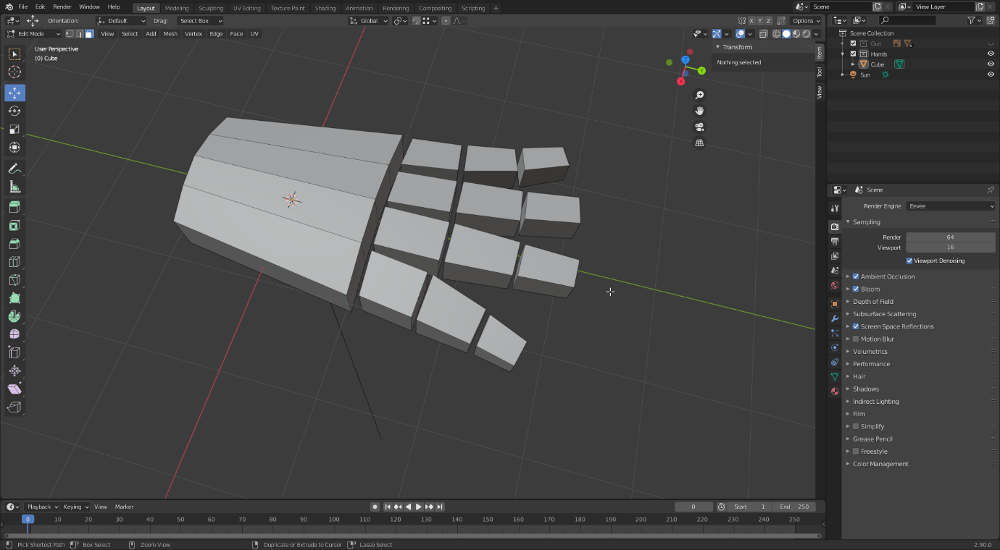 File Edit Render Window Help Layout Modeling Sculpting UV Editing Texture Paint Shading Animation Rendering Compositing Scripting + Scene View Layer
Orientation: Default Drag: Select Box Global X Y Z Options
Edit Mode View Select Add Mesh Vertex Edge Face UV
User Perspective
(0) Cube
Transform
Nothing selected
Item
Tool
View
Z
Y
X
Scene Collection
Gun 6
Hands
Cube
Sun
Scene
Render Engine Eevee
Sampling
Render 64
Viewport 16
Viewport Denoising
Ambient Occlusion
Bloom
Depth of Field
Subsurface Scattering
Screen Space Reflections
Motion Blur
Volumetrics
Performance
Hair
Shadows
Indirect Lighting
Film
Simplify
Grease Pencil
Freestyle
Color Management
Playback Keying View Marker 0 Start 1 End 250
0 10 20 30 40 50 60 70 80 90 100 110 120 130 140 150 160 170 180 190 200 210 220 230 240 250
Pick Shortest Path Box Select Zoom View Duplicate or Extrude to Cursor Lasso Select 2.90.0